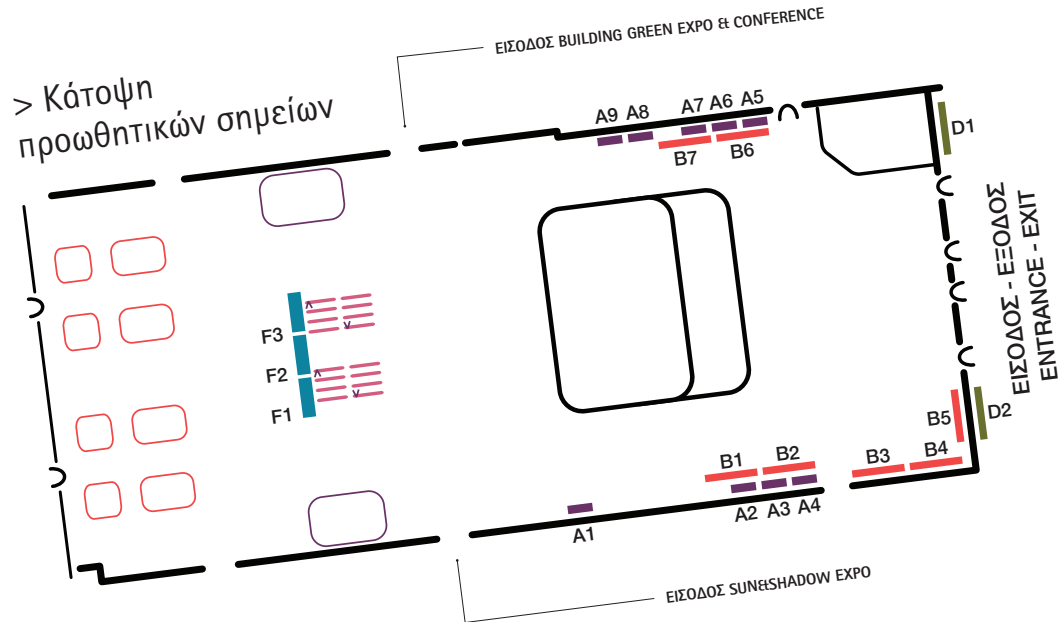 ΕΙΣΟΔΟΣ BUILDING GREEN EXPO & CONFERENCE
> Κάτοψη
προωθητικών σημείων
A9 A8 A7 A6 A5
B7 B6
D1
ΕΙΣΟΔΟΣ - ΕΞΟΔΟΣ
ENTRANCE - EXIT
F3
F2
F1
B5 D2
B1 B2 B3 B4
A1 A2 A3 A4
ΕΙΣΟΔΟΣ SUN&SHADOW EXPO